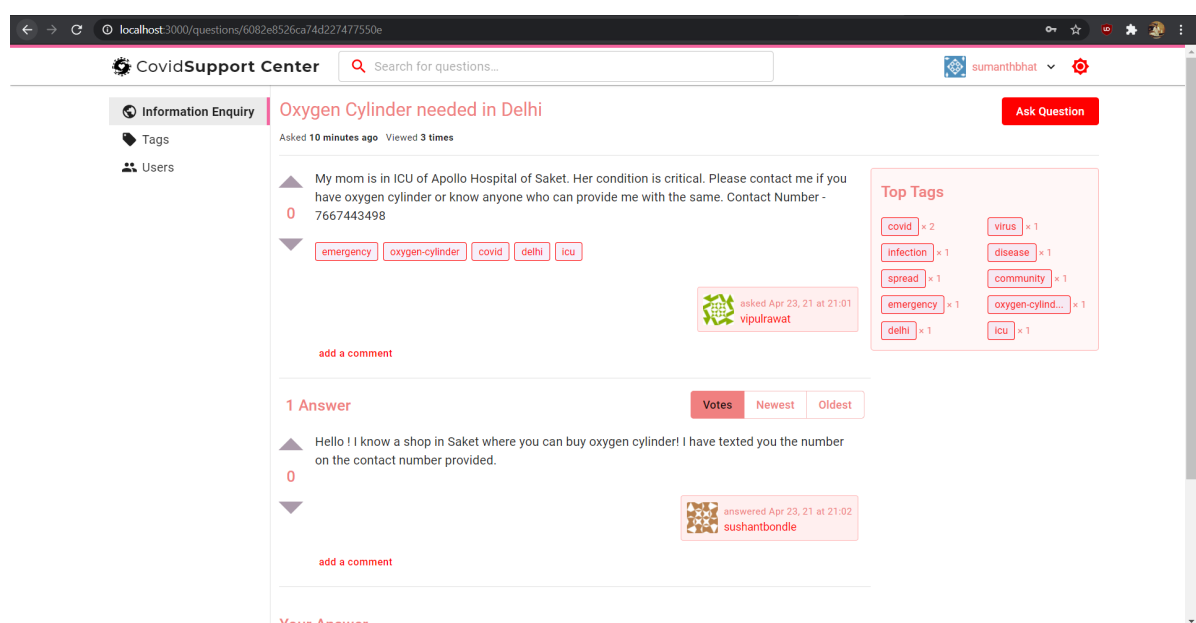 localhost:3000/questions/6082e8526ca74d227477550e
CovidSupport Center
Search for questions...
sumanthbhat
Information Enquiry
Tags
Users
Oxygen Cylinder needed in Delhi
Ask Question
Asked 10 minutes ago Viewed 3 times
My mom is in ICU of Apollo Hospital of Saket. Her condition is critical. Please contact me if you
have oxygen cylinder or know anyone who can provide me with the same. Contact Number -
7667443498
0
emergency oxygen-cylinder covid delhi icu
asked Apr 23, 21 at 21:01
vipulrawat
add a comment
Top Tags
covid × 2 virus × 1
infection × 1 disease × 1
spread × 1 community × 1
emergency × 1 oxygen-cylind... × 1
delhi × 1 icu × 1
1 Answer
Votes Newest Oldest
Hello ! I know a shop in Saket where you can buy oxygen cylinder! I have texted you the number
on the contact number provided.
0
answered Apr 23, 21 at 21:02
sushantbondle
add a comment
Your Answer